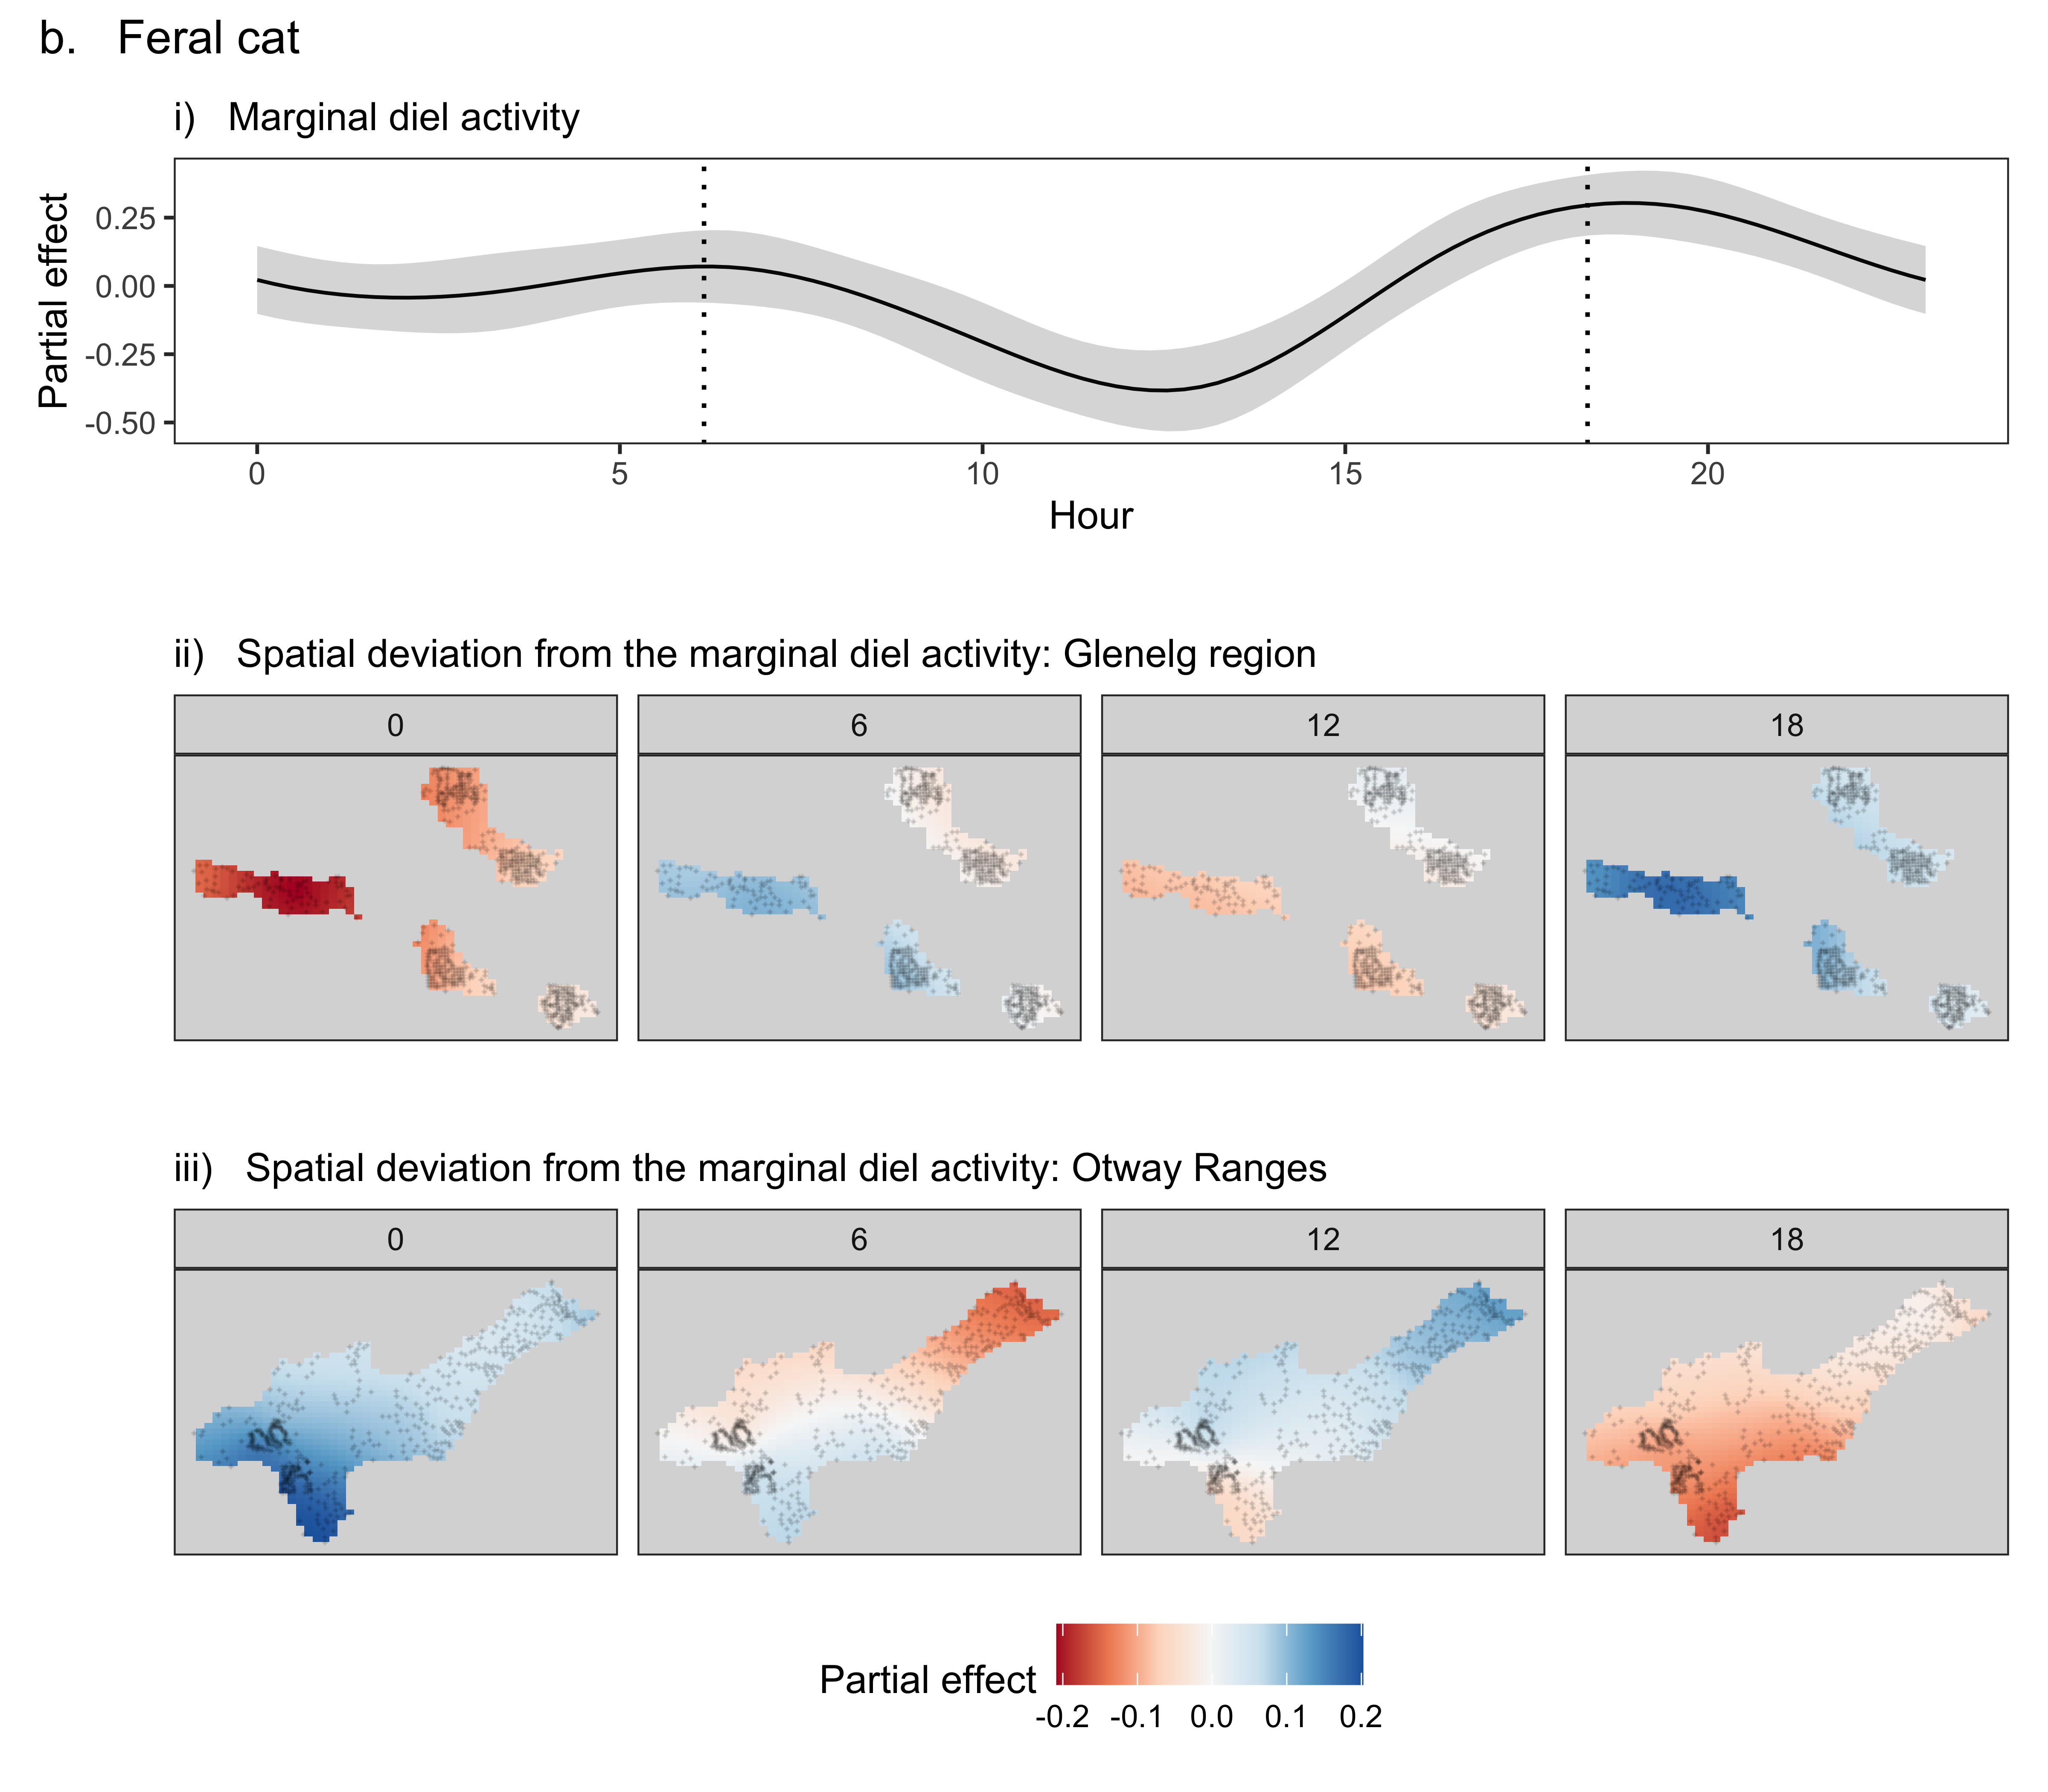 b. Feral cat
i) Marginal diel activity
Partial effect
0.25
0.00
-0.25
-0.50
0 5 10 15 20
Hour
ii) Spatial deviation from the marginal diel activity: Glenelg region
0 6 12 18
iii) Spatial deviation from the marginal diel activity: Otway Ranges
0 6 12 18
Partial effect
-0.2 -0.1 0.0 0.1 0.2